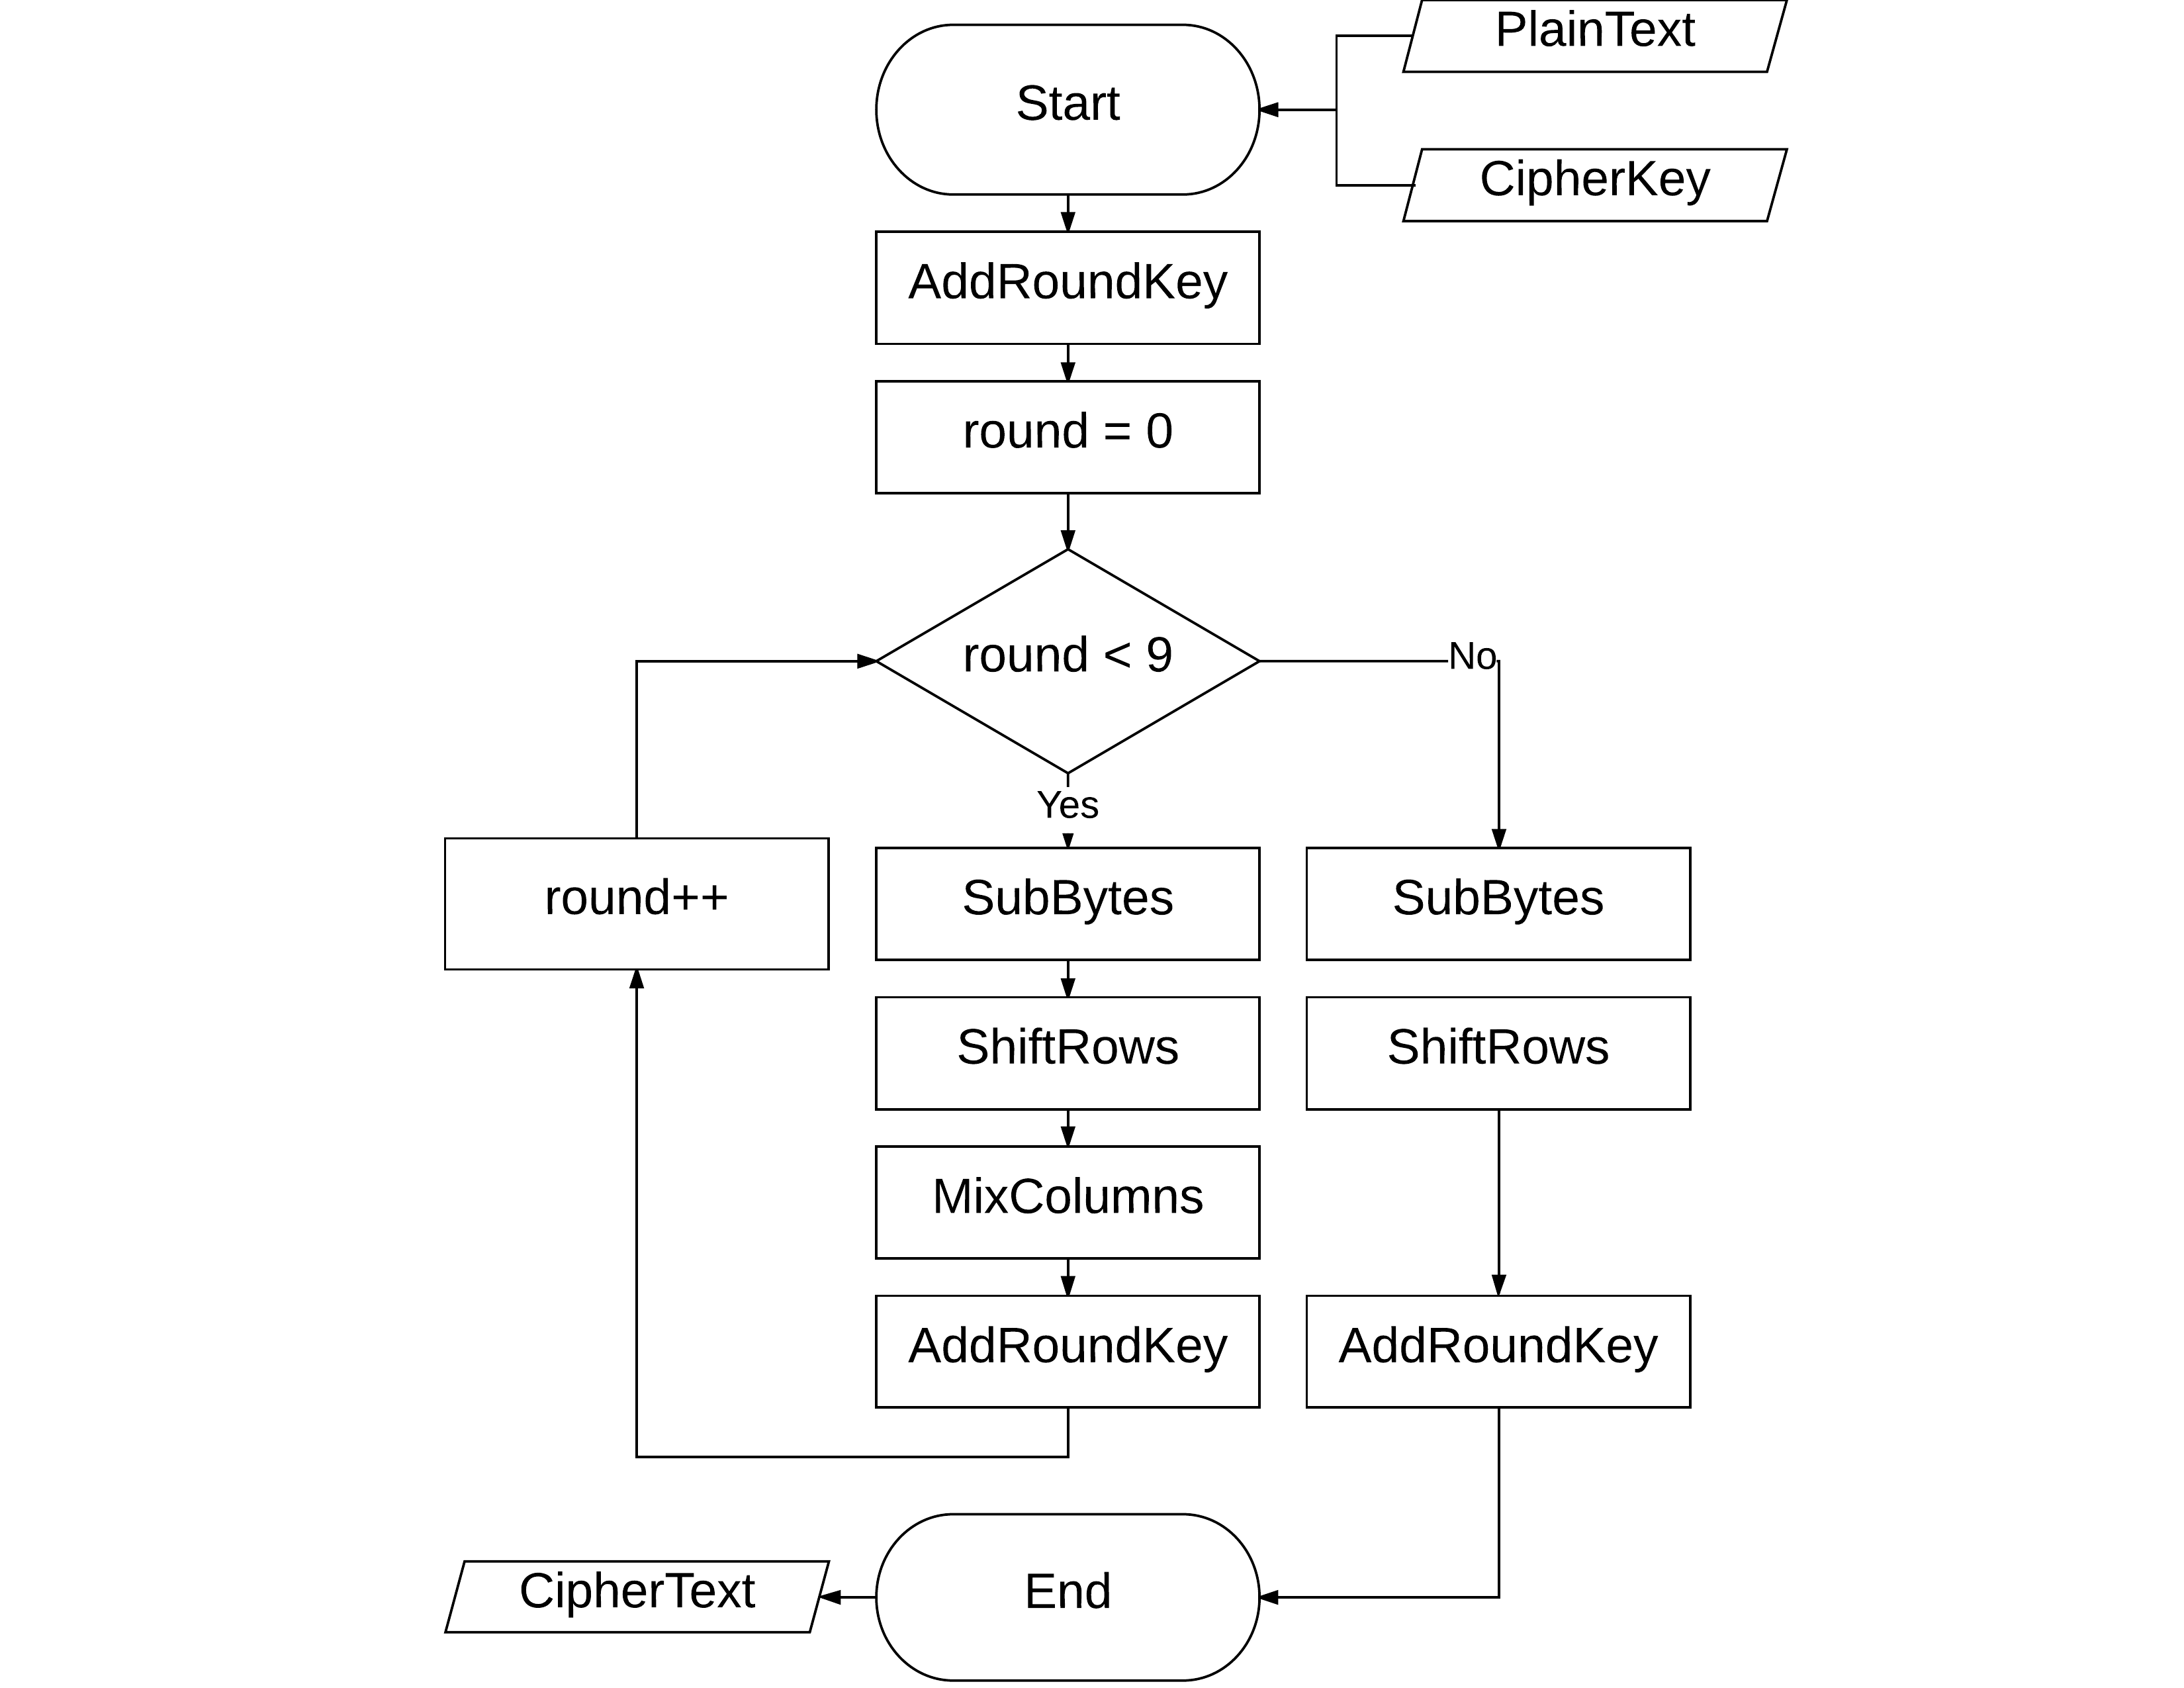 PlainText
Start
CipherKey
AddRoundKey
round = 0
round < 9
No
Yes
round++
SubBytes
SubBytes
ShiftRows
ShiftRows
MixColumns
AddRoundKey
AddRoundKey
CipherText
End